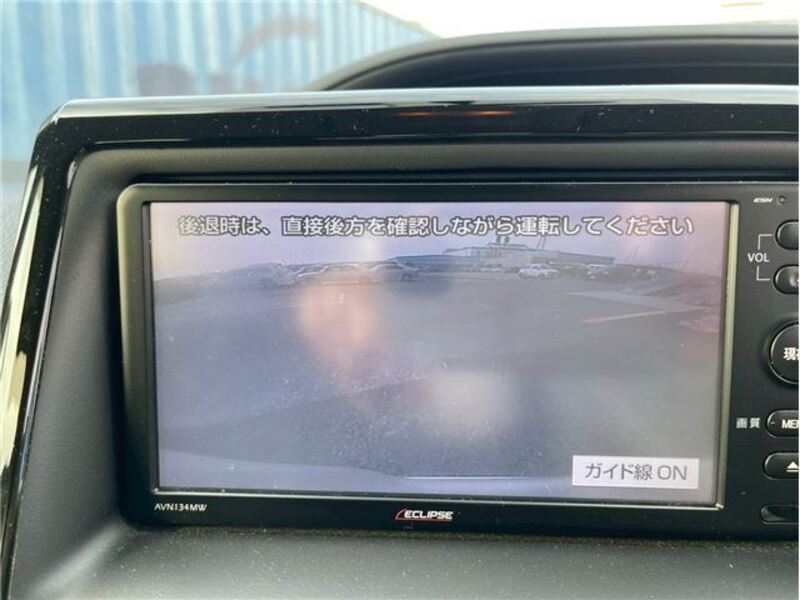 後退時は、直接後方を確認しながら運転してください
ESN
VOL
画質
ガイド線 ON
AVN134MW
ECLIPSE